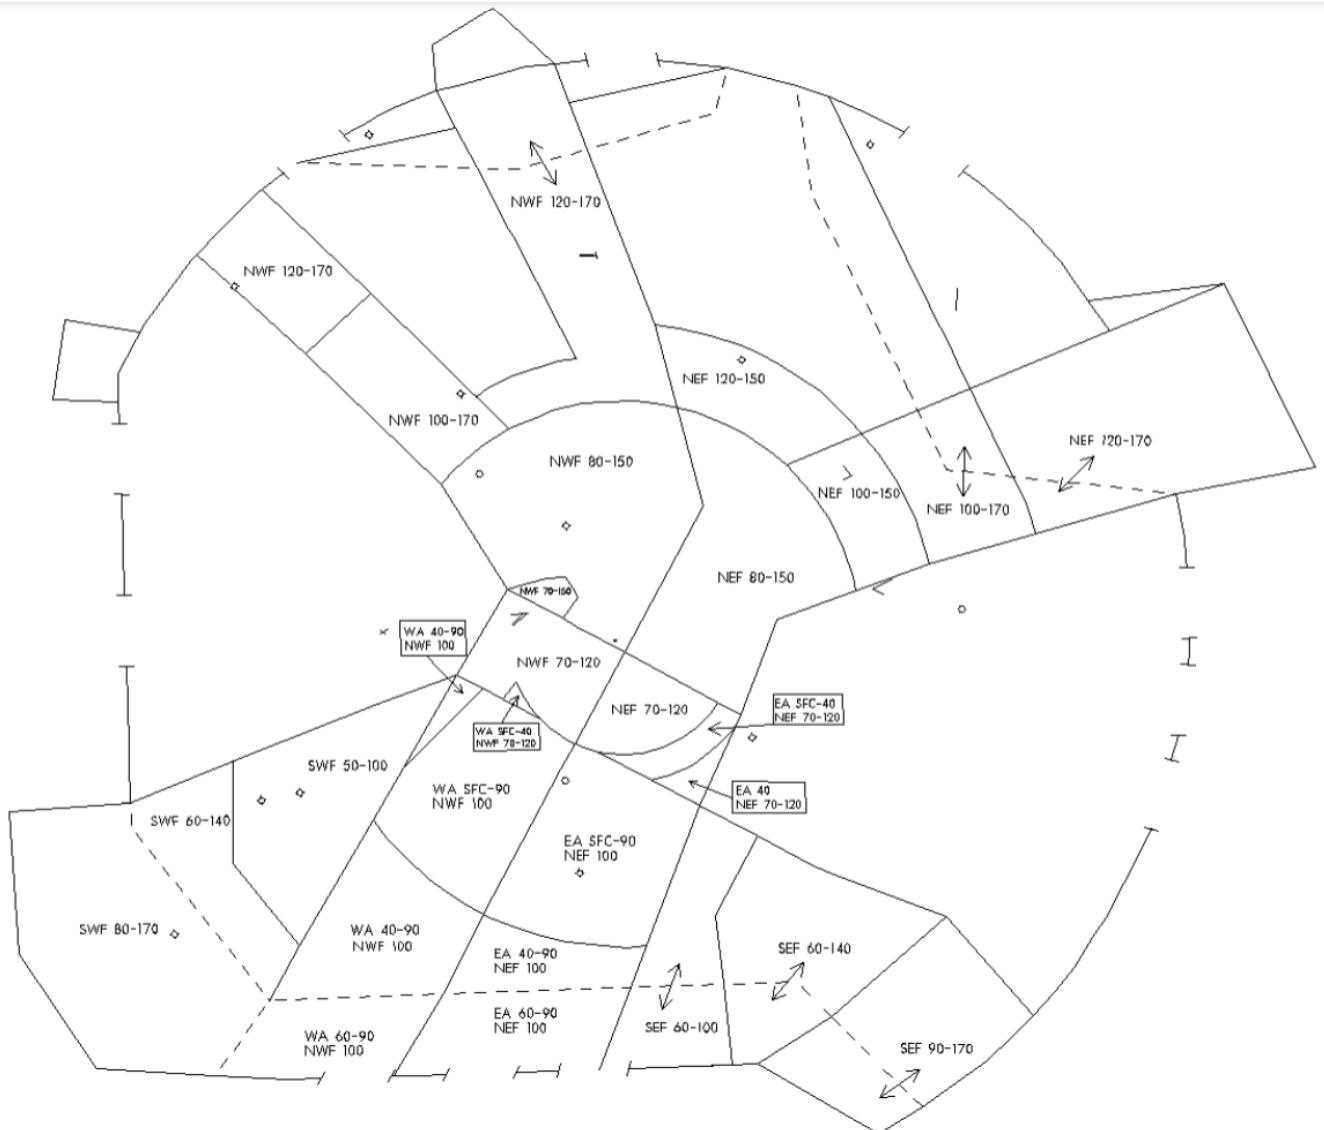 NWF 120-170
NWF 120-170
NEF 120-150
NWF 100-170
NEF 120-170
NWF 80-150
NEF 100-150
NEF 100-170
NEF 80-150
NWF 70-150
WA 40-90
NWF 100
NWF 70-120
NEF 70-120
EA SFC-40
NEF 70-120
WA SFC-40
NWF 70-120
SWF 50-100
WA SFC-90
NWF 100
EA 40
NEF 70-120
SWF 60-140
EA SFC-90
NEF 100
SWF 80-170
WA 40-90
NWF 100
EA 40-90
NEF 100
SEF 60-140
EA 60-90
NEF 100
SEF 60-100
WA 60-90
NWF 100
SEF 90-170